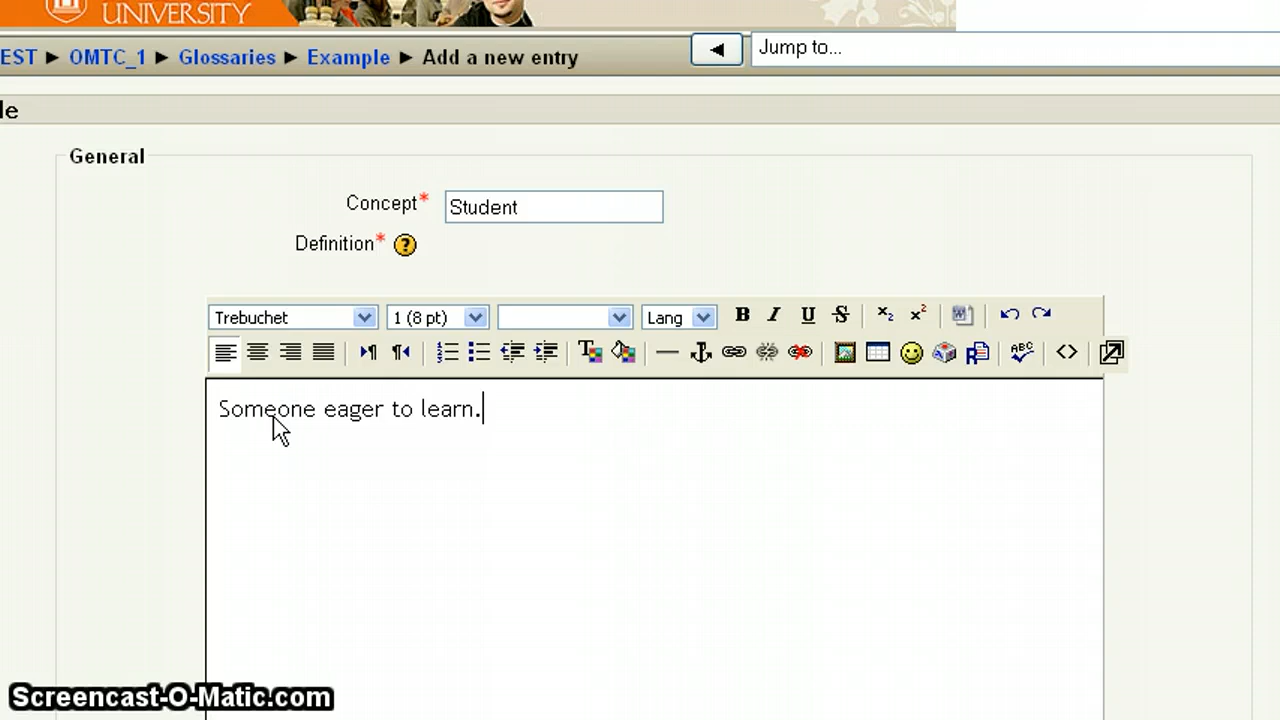 UNIVERSITY
EST ► OMTC_1 ► Glossaries ► Example ► Add a new entry
Jump to...
le
General
Concept*
Student
Definition*
Trebuchet
1 (8 pt)
Lang
B I U S
Someone eager to learn.
Screencast-O-Matic.com